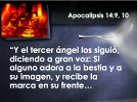 Apocalipsis 14:9, 10
“Y el tercer ángel los siguió,
diciendo a gran voz: Si
alguno adora a la bestia y a
su imagen, y recibe la
marca en su frente…